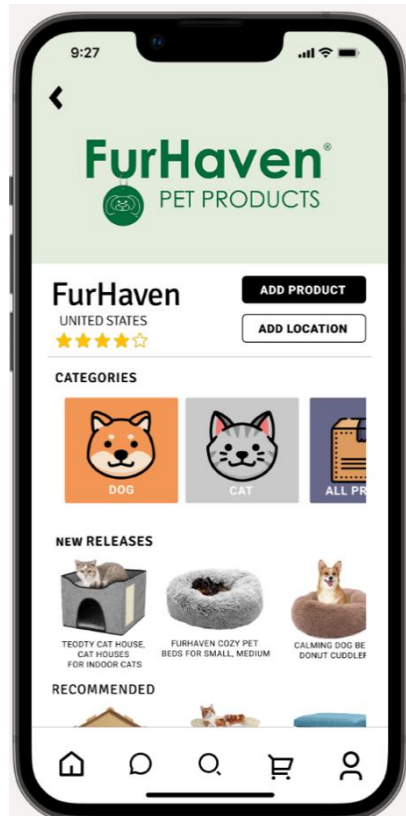 9:27
FurHaven®
PET PRODUCTS
FurHaven
UNITED STATES
ADD PRODUCT
ADD LOCATION
CATEGORIES
DOG
CAT
ALL PR
NEW RELEASES
TEODTY CAT HOUSE,
CAT HOUSES
FOR INDOOR CATS
FURHAVEN COZY PET
BEDS FOR SMALL, MEDIUM
CALMING DOG BE
DONUT CUDDLER
RECOMMENDED